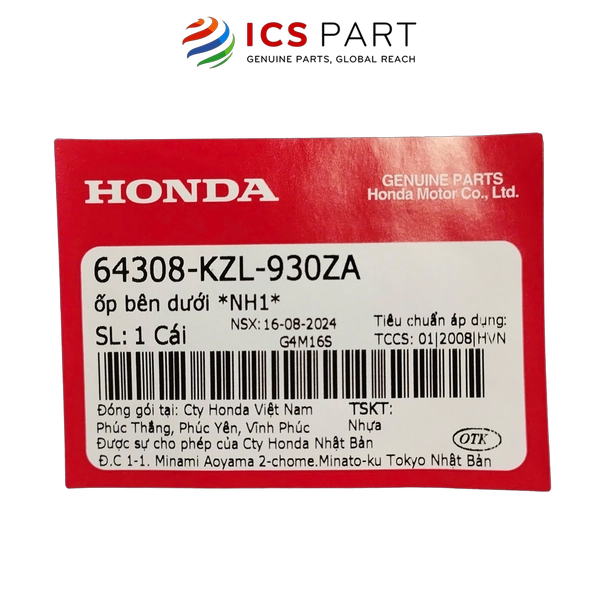 ICS PART
GENUINE PARTS, GLOBAL REACH
HONDA
GENUINE PARTS
Honda Motor Co., Ltd.
64308-KZL-930ZA
ốp bên dưới *NH1*
SL: 1 Cái
NSX: 16-08-2024
G4M16S
Tiêu chuẩn áp dụng:
TCCS: 01|2008|HVN
Đóng gói tại: Cty Honda Việt Nam
Phúc Thắng, Phúc Yên, Vĩnh Phúc
Được sự cho phép của Cty Honda Nhật Bản
Đ.C 1-1. Minami Aoyama 2-chome.Minato-ku Tokyo Nhật Bản
TSKT:
Nhựa
OTK